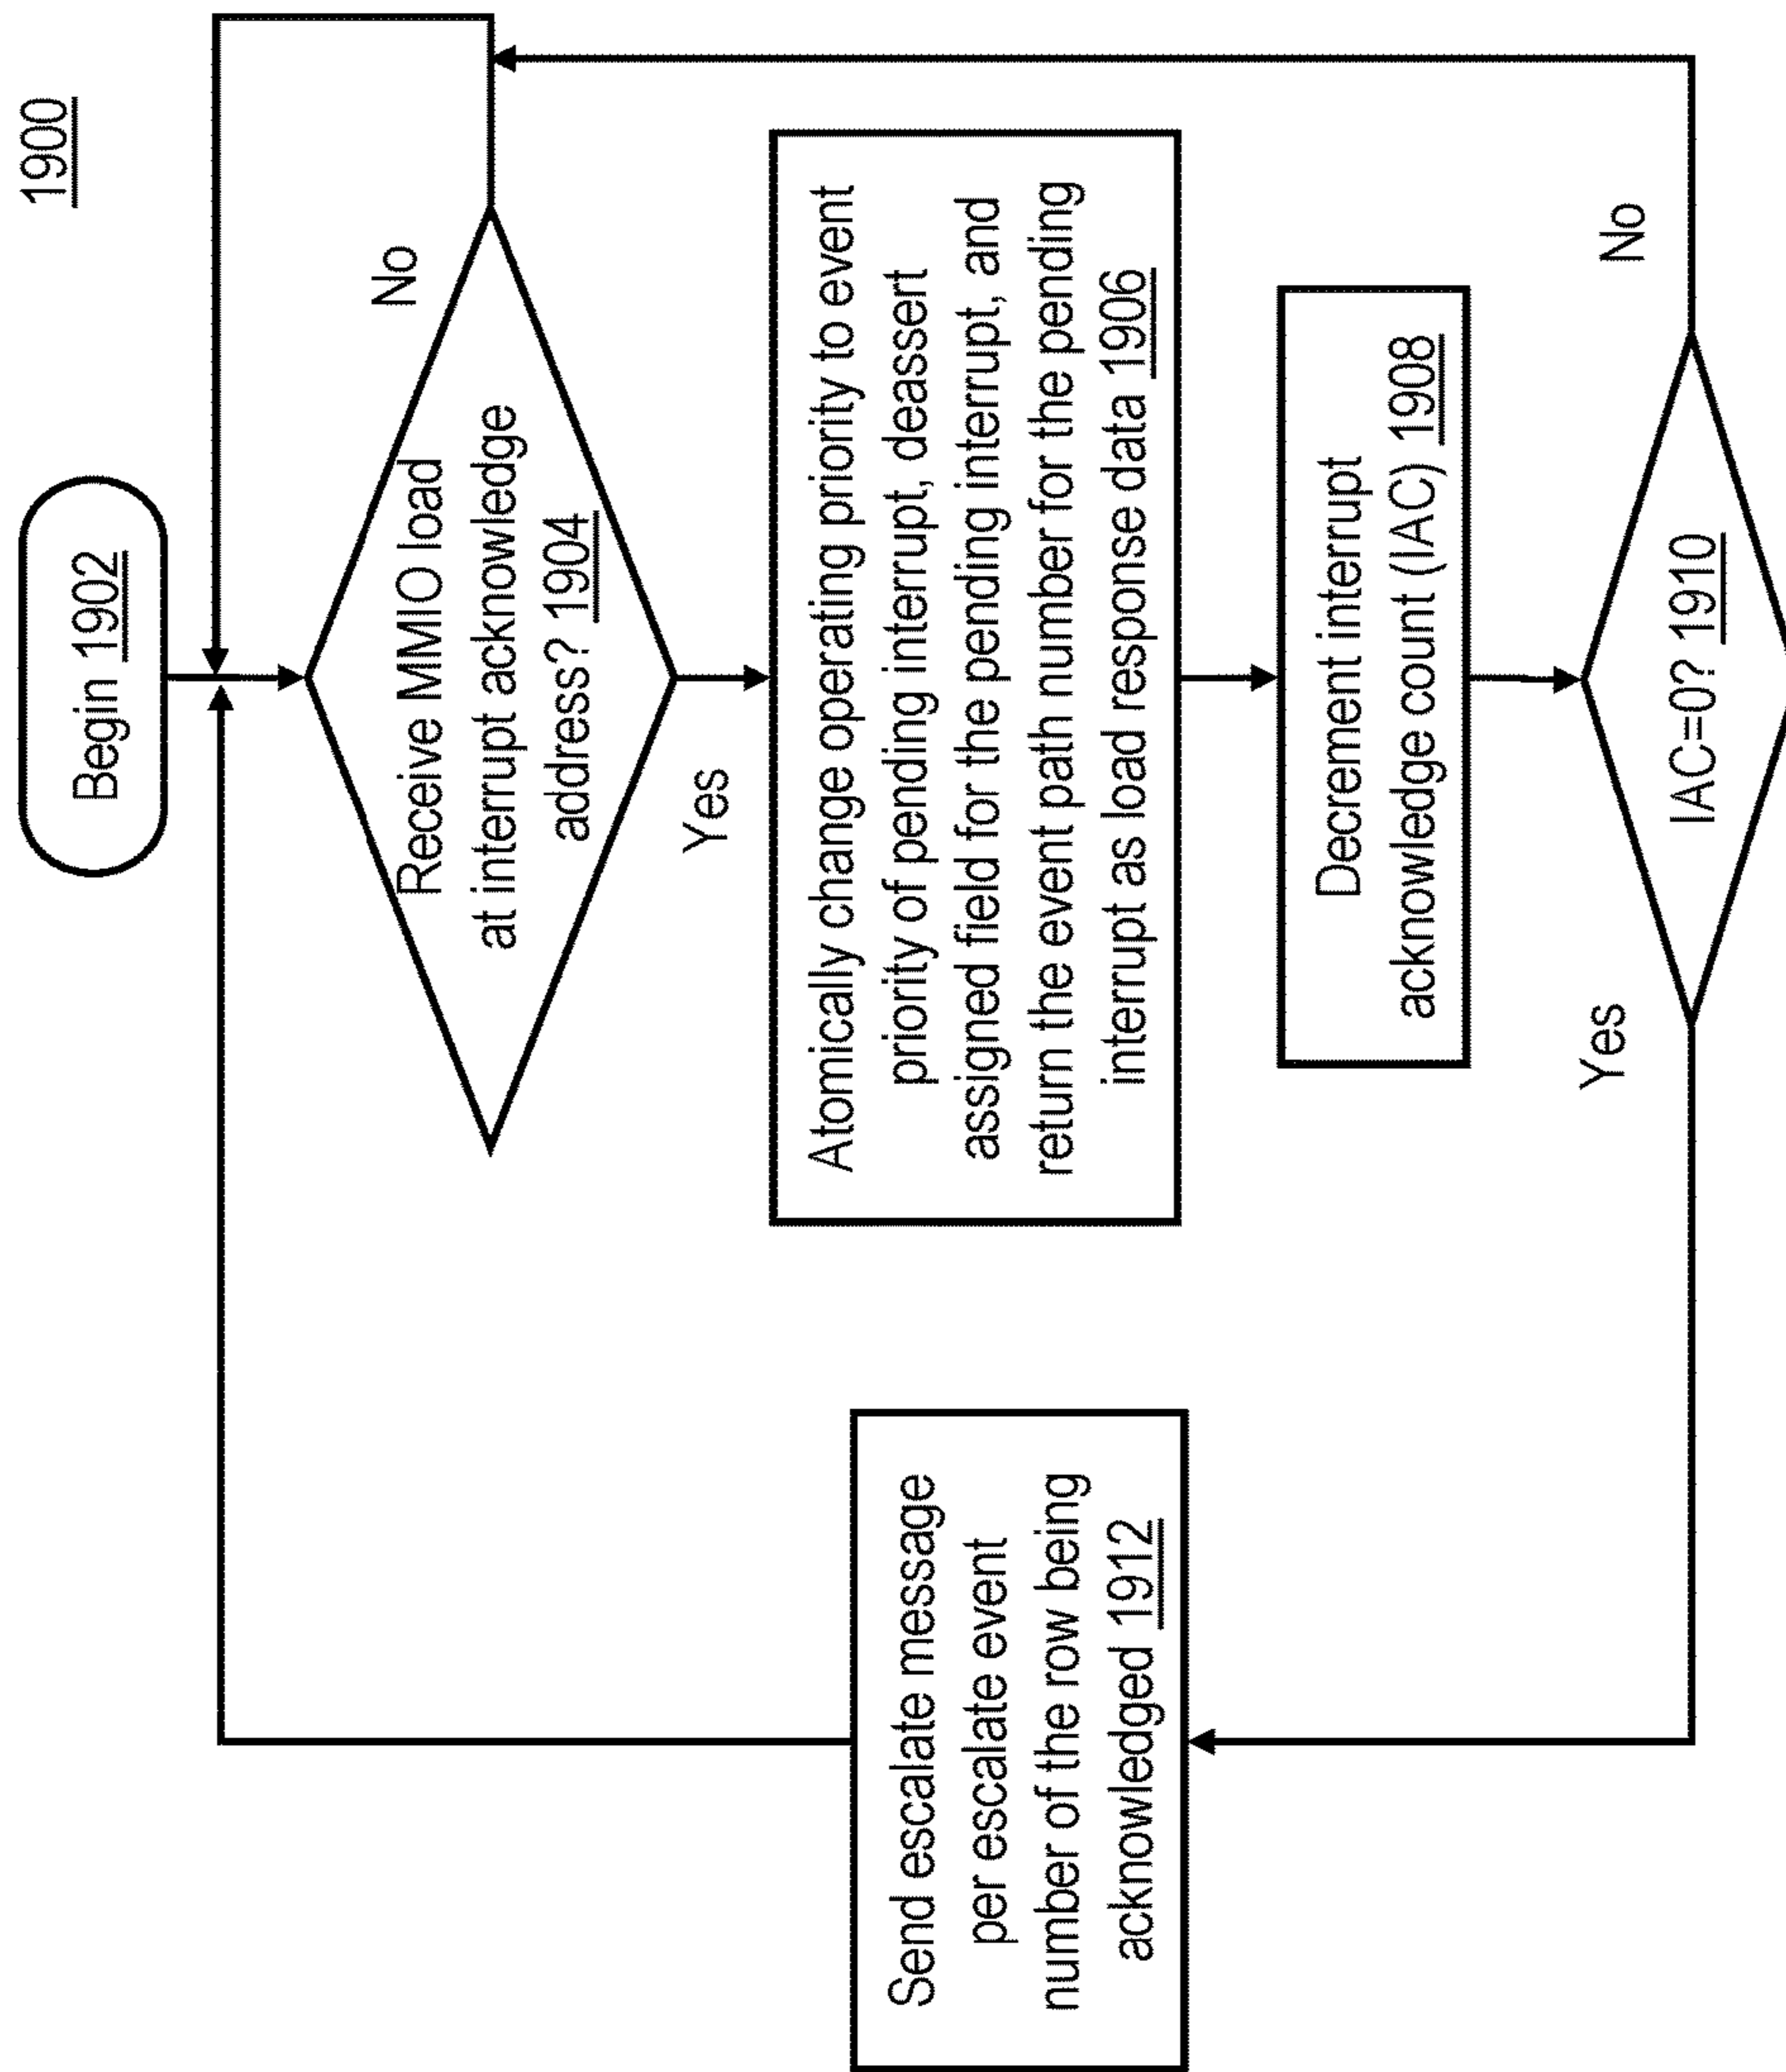 1900
Begin 1902
Receive MMIO load
at interrupt acknowledge
address? 1904
No
Yes
Atomically change operating priority to event
priority of pending interrupt, deassert
assigned field for the pending interrupt, and
return the event path number for the pending
interrupt as load response data 1906
Decrement interrupt
acknowledge count (IAC) 1908
IAC=0? 1910
No
Yes
Send escalate message
per escalate event
number of the row being
acknowledged 1912